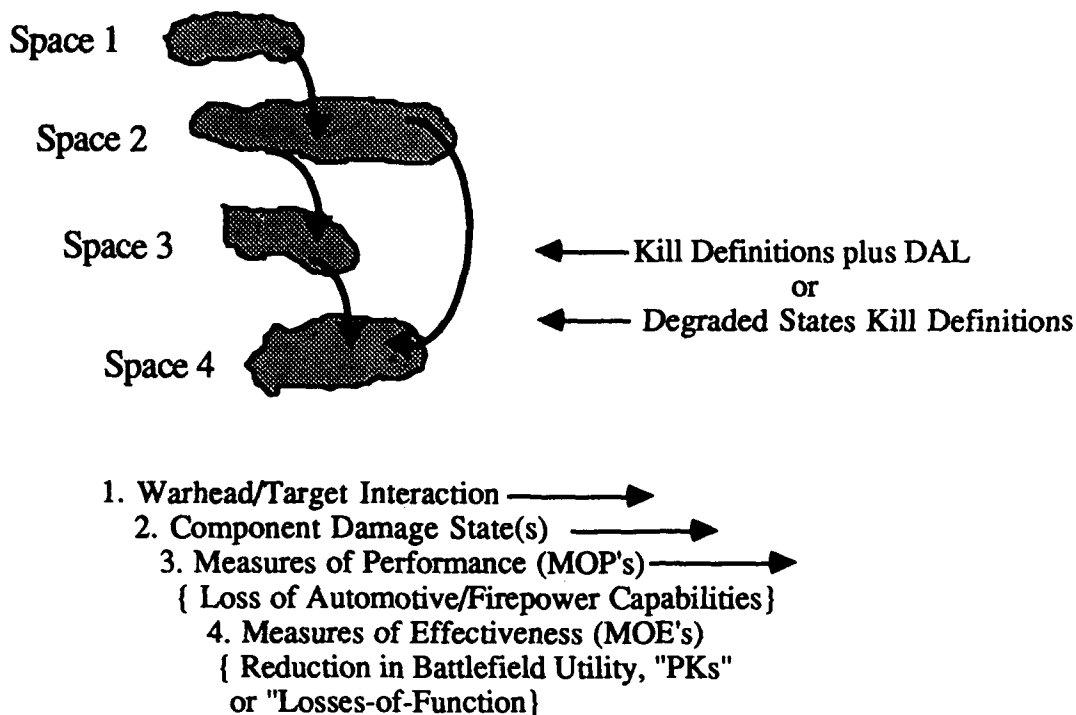 Space 1
Space 2
Space 3
Kill Definitions plus DAL
or
Degraded States Kill Definitions
Space 4
1. Warhead/Target Interaction
2. Component Damage State(s)
3. Measures of Performance (MOP's)
{ Loss of Automotive/Firepower Capabilities}
4. Measures of Effectiveness (MOE's)
{ Reduction in Battlefield Utility, "PKs"
or "Losses-of-Function}